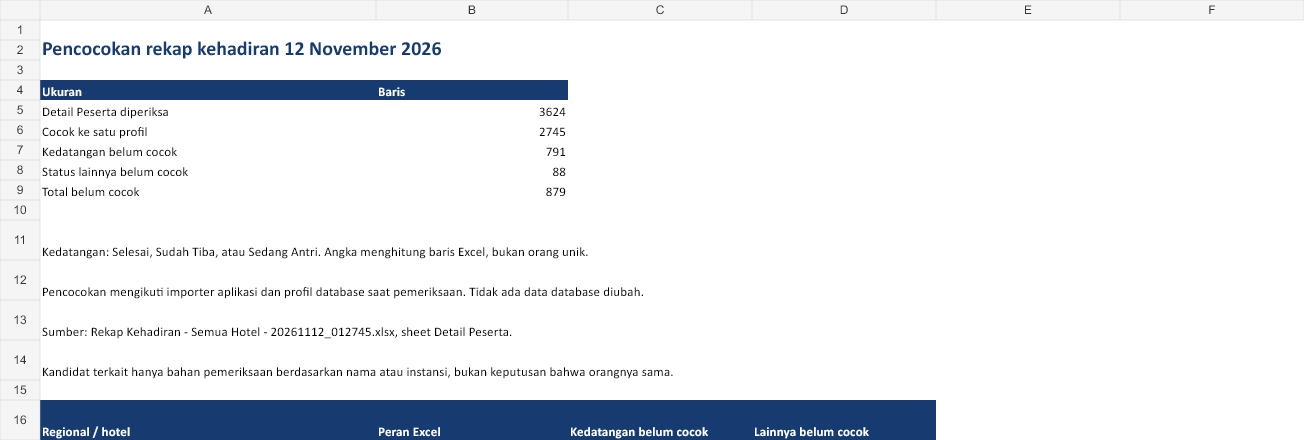 A B C D E F
1
2 Pencocokan rekap kehadiran 12 November 2026
3
4 Ukuran Baris
5 Detail Peserta diperiksa 3624
6 Cocok ke satu profil 2745
7 Kedatangan belum cocok 791
8 Status lainnya belum cocok 88
9 Total belum cocok 879
10
11 Kedatangan: Selesai, Sudah Tiba, atau Sedang Antri. Angka menghitung baris Excel, bukan orang unik.
12 Pencocokan mengikuti importer aplikasi dan profil database saat pemeriksaan. Tidak ada data database diubah.
13 Sumber: Rekap Kehadiran - Semua Hotel - 20261112_012745.xlsx, sheet Detail Peserta.
14 Kandidat terkait hanya bahan pemeriksaan berdasarkan nama atau instansi, bukan keputusan bahwa orangnya sama.
15
16 Regional / hotel Peran Excel Kedatangan belum cocok Lainnya belum cocok